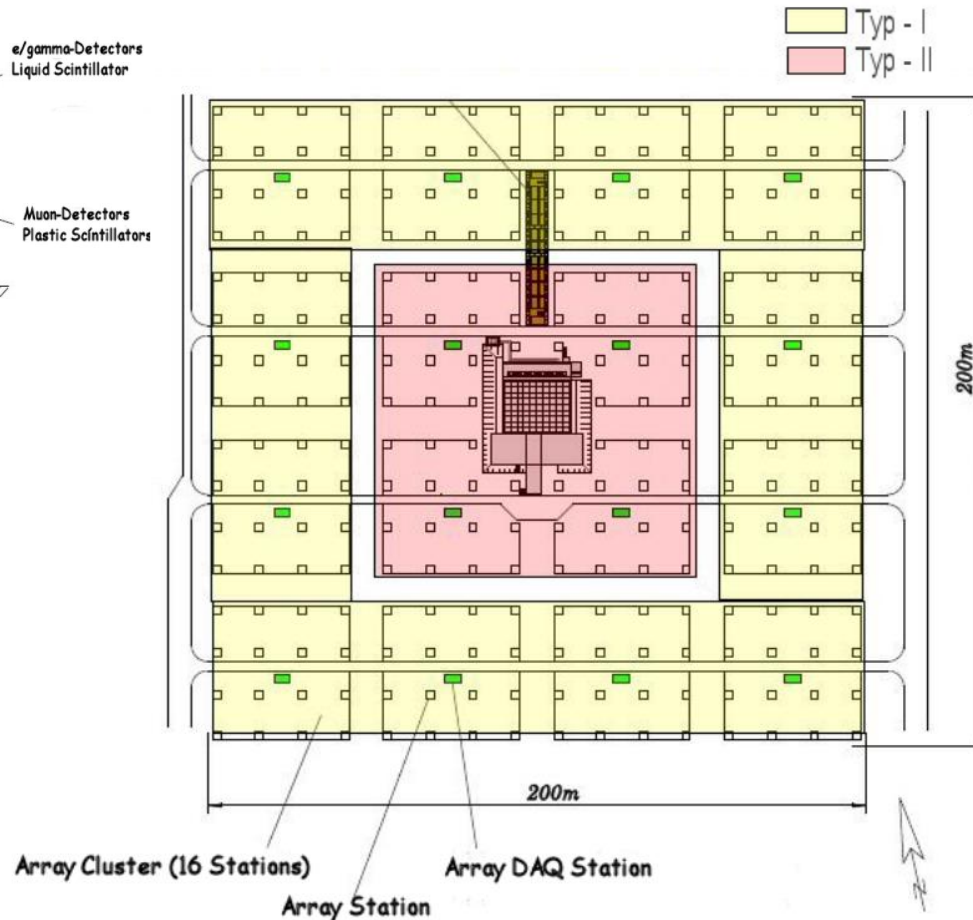 Typ - I
Typ - II
e/gamma-Detectors
Liquid Scintillator
Muon-Detectors
Plastic Scintillators
200m
200m
Array Cluster (16 Stations)
Array DAQ Station
Array Station
N